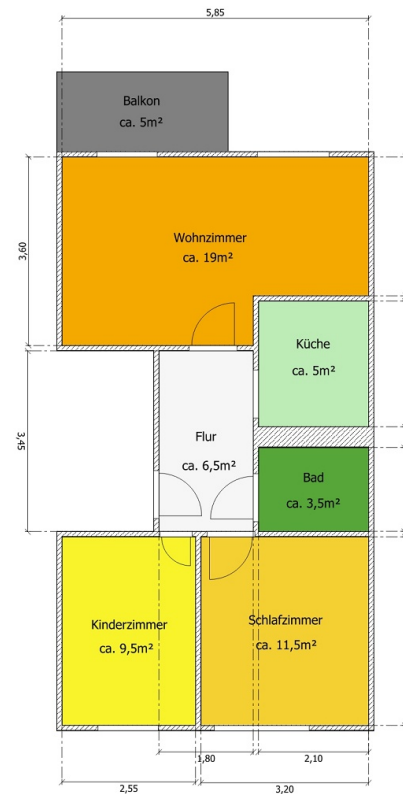 5,85
Balkon
ca. 5m²
Wohnzimmer
ca. 19m²
3,60
Küche
ca. 5m²
Flur
ca. 6,5m²
3,45
Bad
ca. 3,5m²
Kinderzimmer
ca. 9,5m²
Schlafzimmer
ca. 11,5m²
1,80
2,10
2,55
3,20